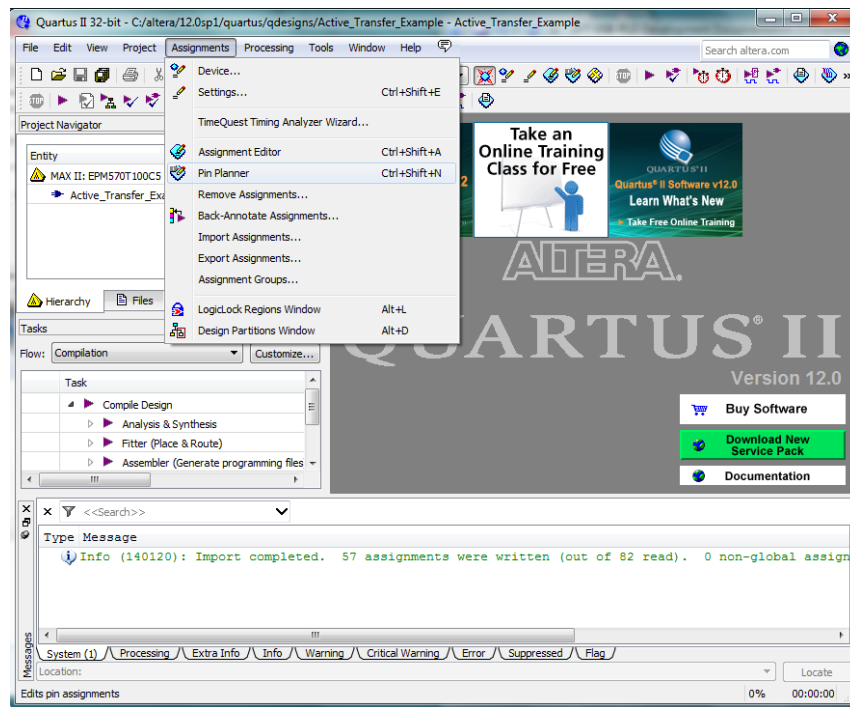 Quartus II 32-bit - C:/altera/12.0sp1/quartus/qdesigns/Active_Transfer_Example - Active_Transfer_Example
File Edit View Project Assignments Processing Tools Window Help
Search altera.com
Project Navigator
Entity
MAX II: EPM570T100C5
Active_Transfer_Exa
Hierarchy Files
Device...
Settings... Ctrl+Shift+E
TimeQuest Timing Analyzer Wizard...
Assignment Editor Ctrl+Shift+A
Pin Planner Ctrl+Shift+N
Remove Assignments...
Back-Annotate Assignments...
Import Assignments...
Export Assignments...
Assignment Groups...
LogicLock Regions Window Alt+L
Design Partitions Window Alt+D
2
Take an
Online Training
Class for Free
QUARTUS II
Quartus® II Software v12.0
Learn What's New
Take Free Online Training
ALTERA.
QUARTUS® II
Version 12.0
Buy Software
Download New
Service Pack
Documentation
Tasks
Flow: Compilation Customize...
Task
Compile Design
Analysis & Synthesis
Fitter (Place & Route)
Assembler (Generate programming files
<<Search>>
Type Message
Info (140120): Import completed. 57 assignments were written (out of 82 read). 0 non-global assign
System (1) Processing Extra Info Info Warning Critical Warning Error Suppressed Flag
Messages
Location: Locate
Edits pin assignments 0% 00:00:00